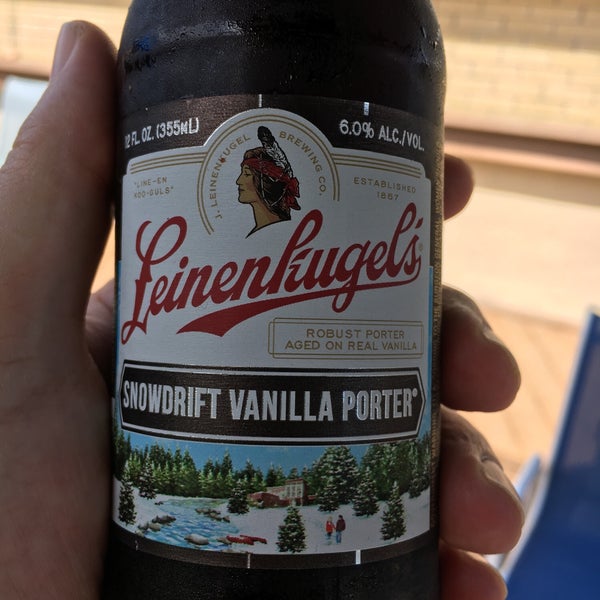 12 FL. OZ. (355ML)
6.0% ALC./VOL.
J. LEINENKUGEL BREWING CO.
"LINE-EN
KOO-GULS"
ESTABLISHED
1867
Leinenkugel's
ROBUST PORTER
AGED ON REAL VANILLA
SNOWDRIFT VANILLA PORTER®